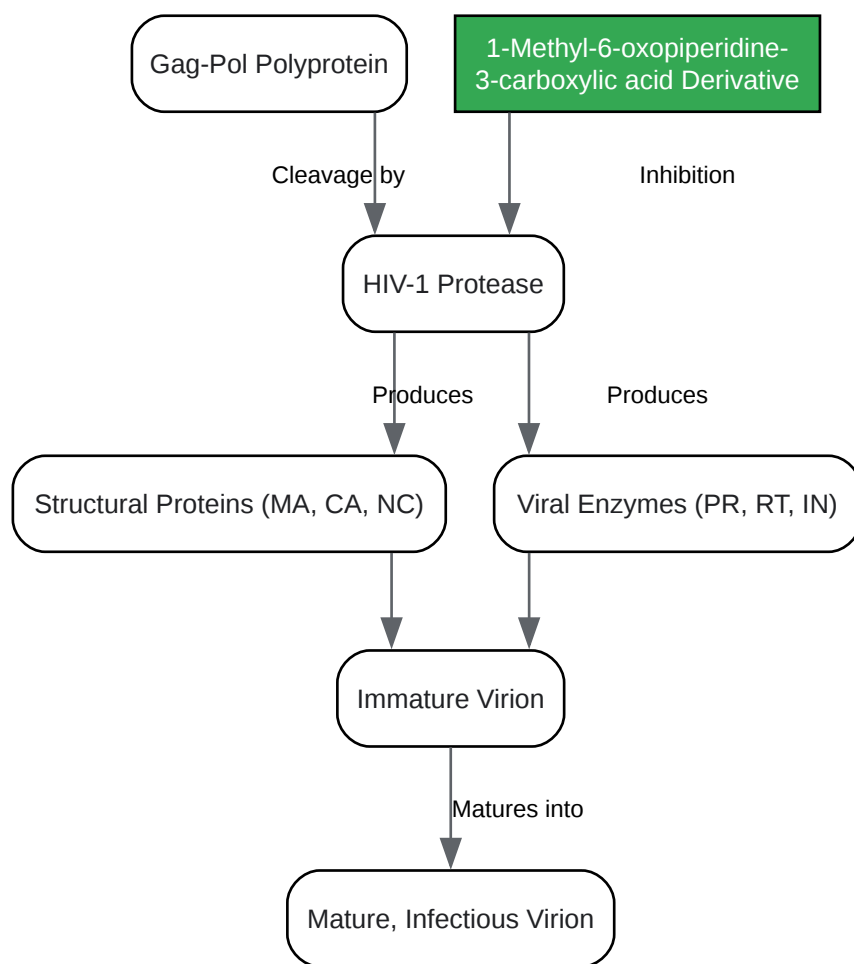 Gag-Pol Polyprotein
1-Methyl-6-oxopiperidine-
3-carboxylic acid Derivative
Cleavage by
Inhibition
HIV-1 Protease
Produces
Produces
Structural Proteins (MA, CA, NC)
Viral Enzymes (PR, RT, IN)
Immature Virion
Matures into
Mature, Infectious Virion